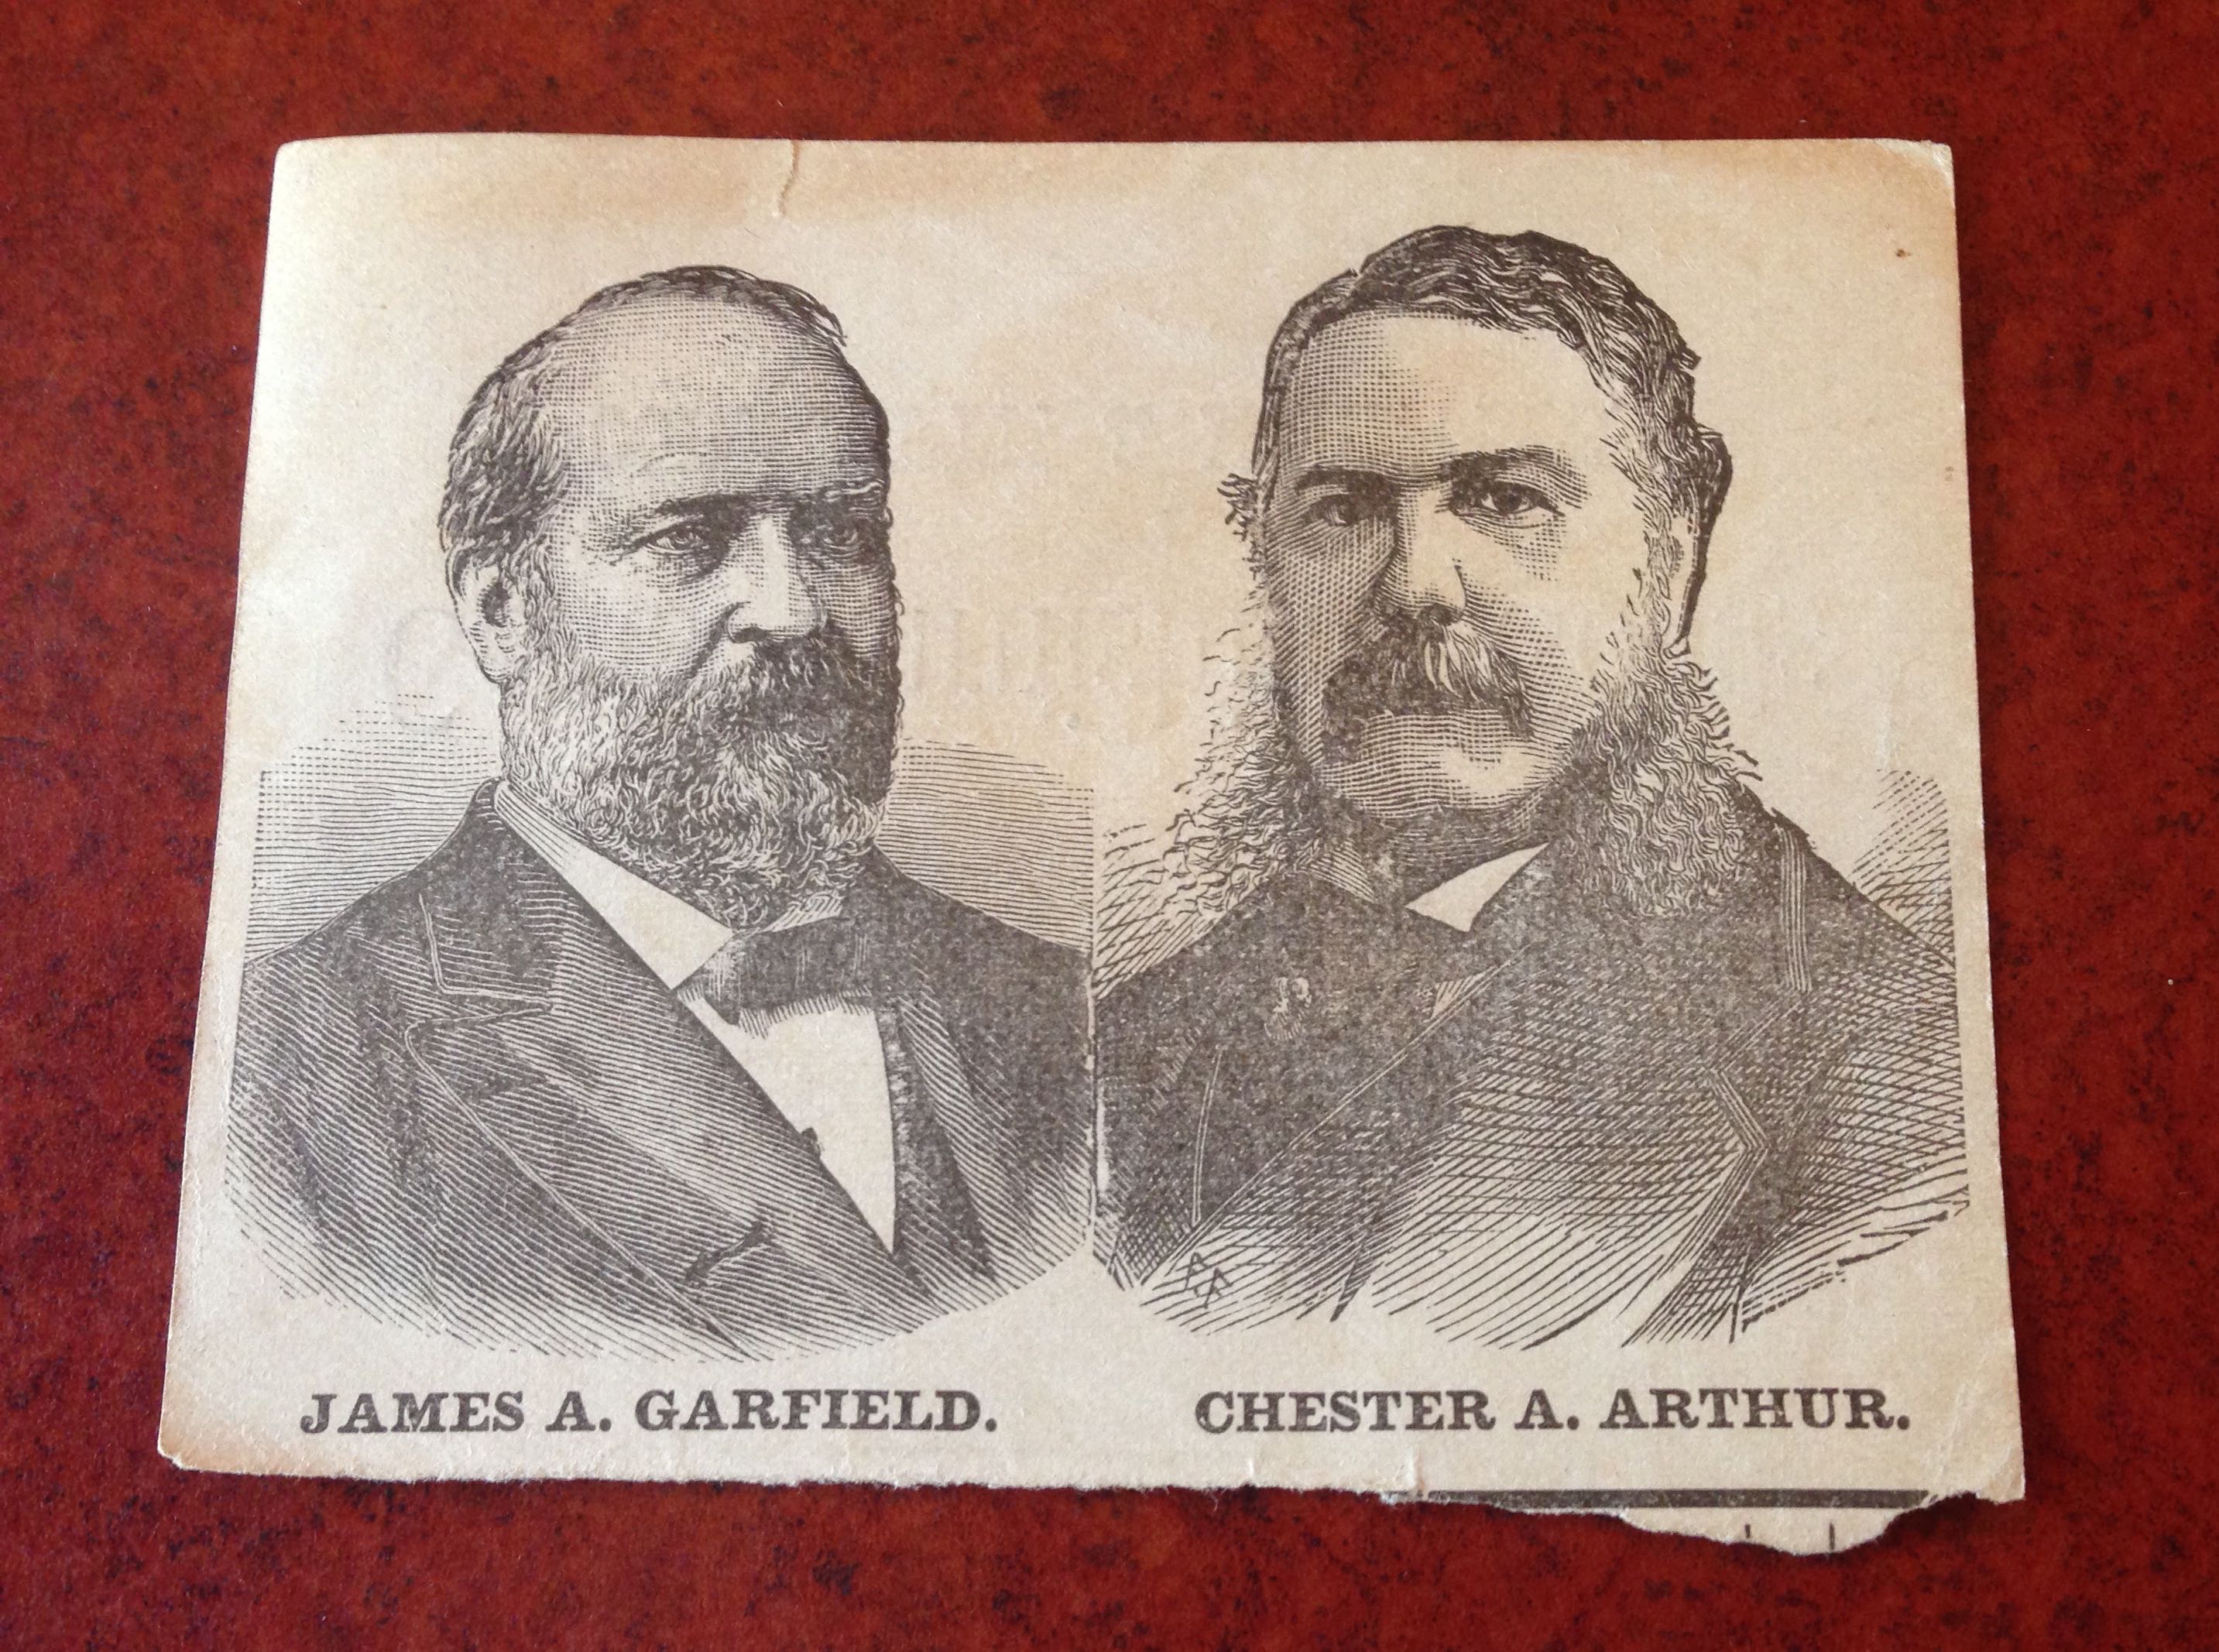 JAMES A. GARFIELD.
CHESTER A. ARTHUR.